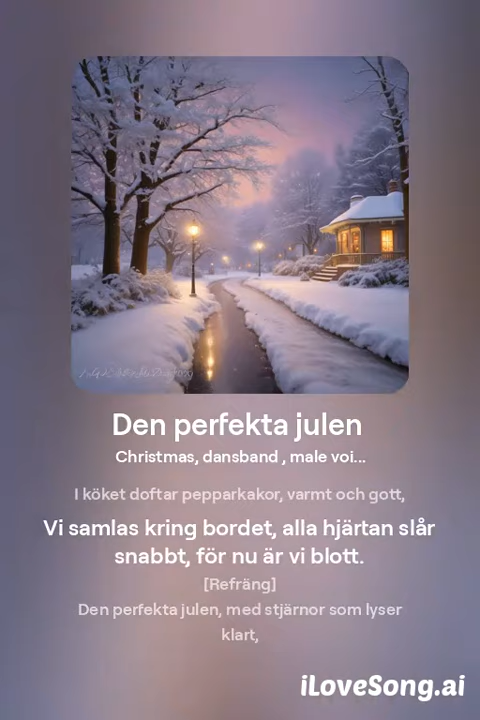 Den perfekta julen
Christmas, dansband , male voi...
I köket doftar pepparkakor, varmt och gott,
Vi samlas kring bordet, alla hjärtan slår
snabbt, för nu är vi blott.
[Refräng]
Den perfekta julen, med stjärnor som lyser
klart,
iLoveSong.ai